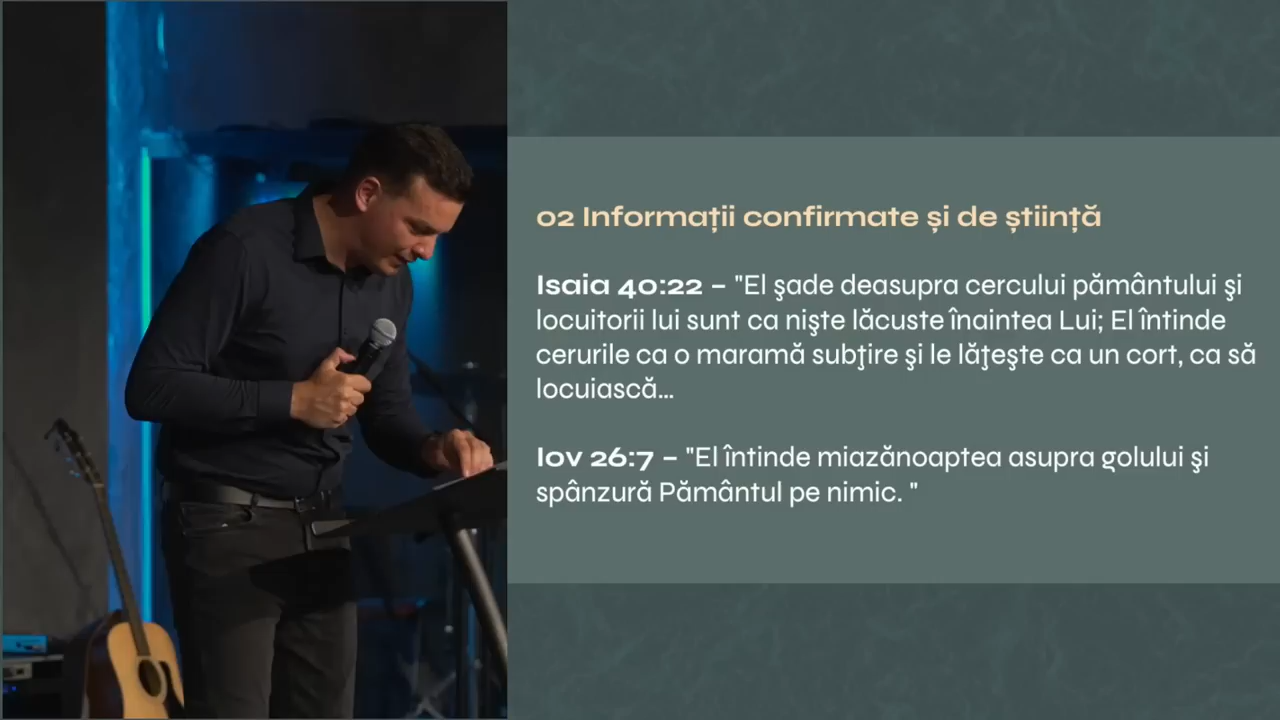 02 Informații confirmate și de știință
Isaia 40:22 – "El şade deasupra cercului pământului şi
locuitorii lui sunt ca nişte lăcuste înaintea Lui; El întinde
cerurile ca o maramă subţire şi le lăţeşte ca un cort, ca să
locuiască...
Iov 26:7 – "El întinde miazănoaptea asupra golului şi
spânzură Pământul pe nimic. "